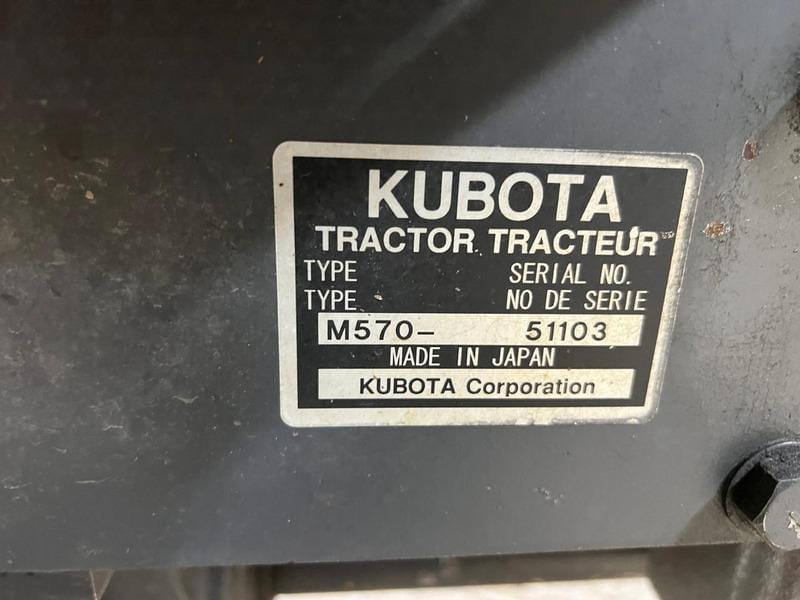 KUBOTA
TRACTOR TRACTEUR
TYPE SERIAL NO.
TYPE NO DE SERIE
M570- 51103
MADE IN JAPAN
KUBOTA Corporation